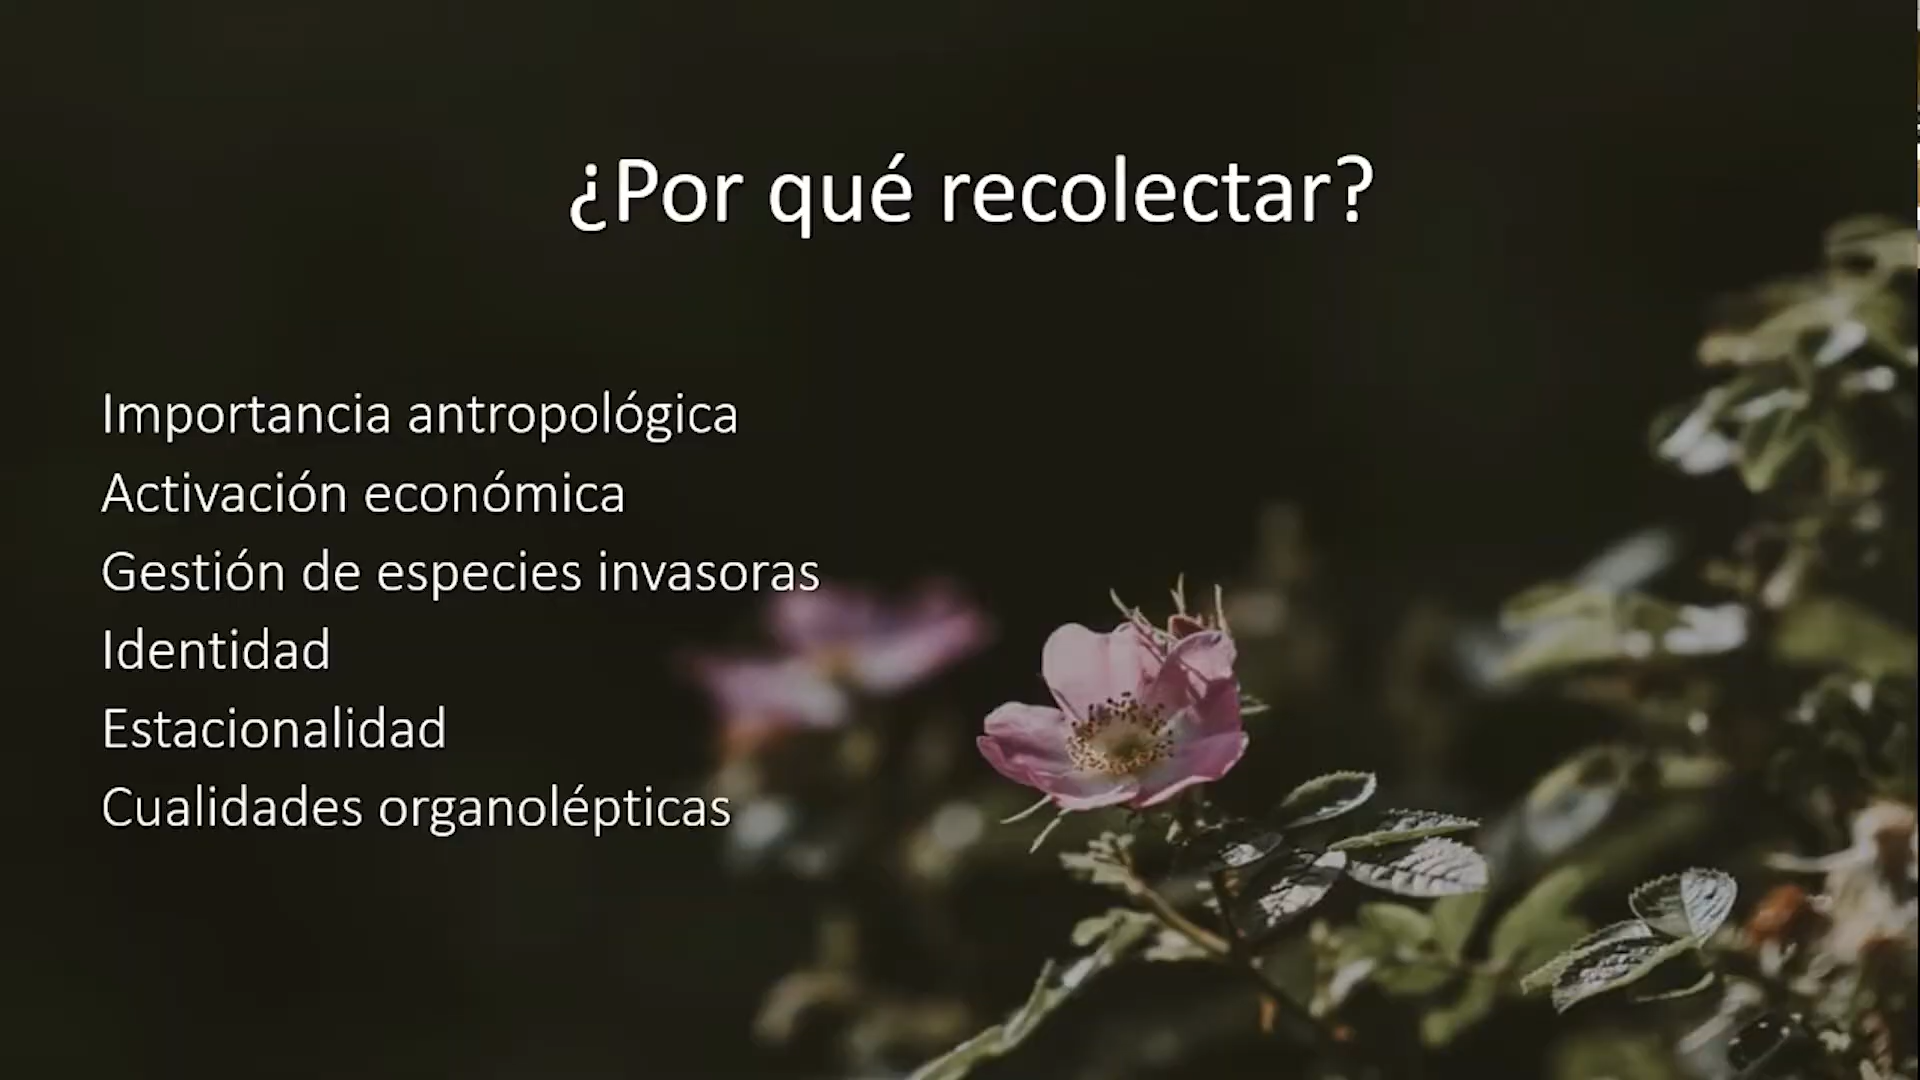 ¿Por qué recolectar?
Importancia antropológica
Activación económica
Gestión de especies invasoras
Identidad
Estacionalidad
Cualidades organolépticas